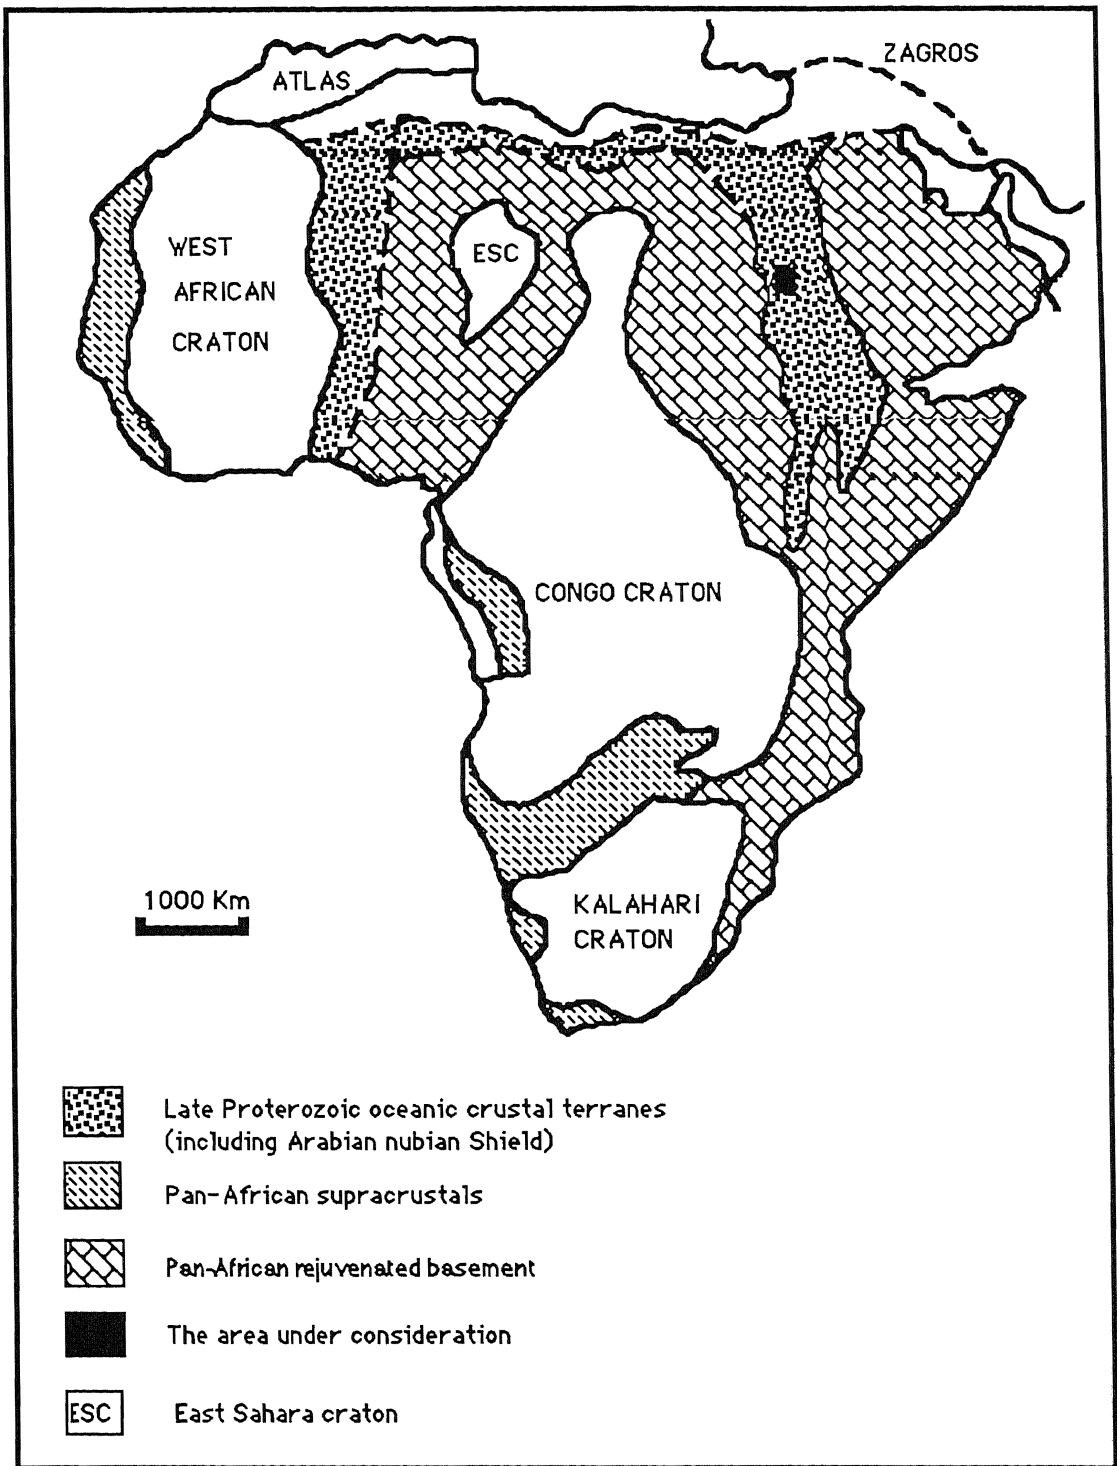 ZAGROS
ATLAS
WEST
AFRICAN
CRATON
ESC
CONGO CRATON
1000 Km
KALAHARI
CRATON
Late Proterozoic oceanic crustal terranes
(including Arabian nubian Shield)
Pan-African supracrustals
Pan-African rejuvenated basement
The area under consideration
ESC East Sahara craton